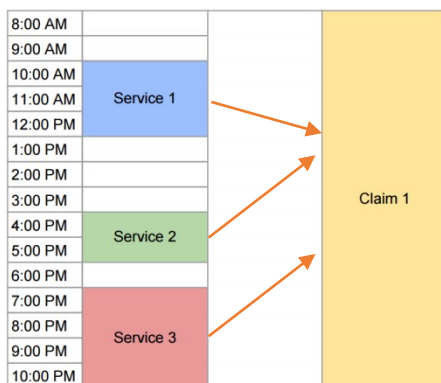 8:00 AM
9:00 AM
10:00 AM
11:00 AM
Service 1
12:00 PM
1:00 PM
2:00 PM
3:00 PM
Claim 1
4:00 PM
Service 2
5:00 PM
6:00 PM
7:00 PM
8:00 PM
Service 3
9:00 PM
10:00 PM